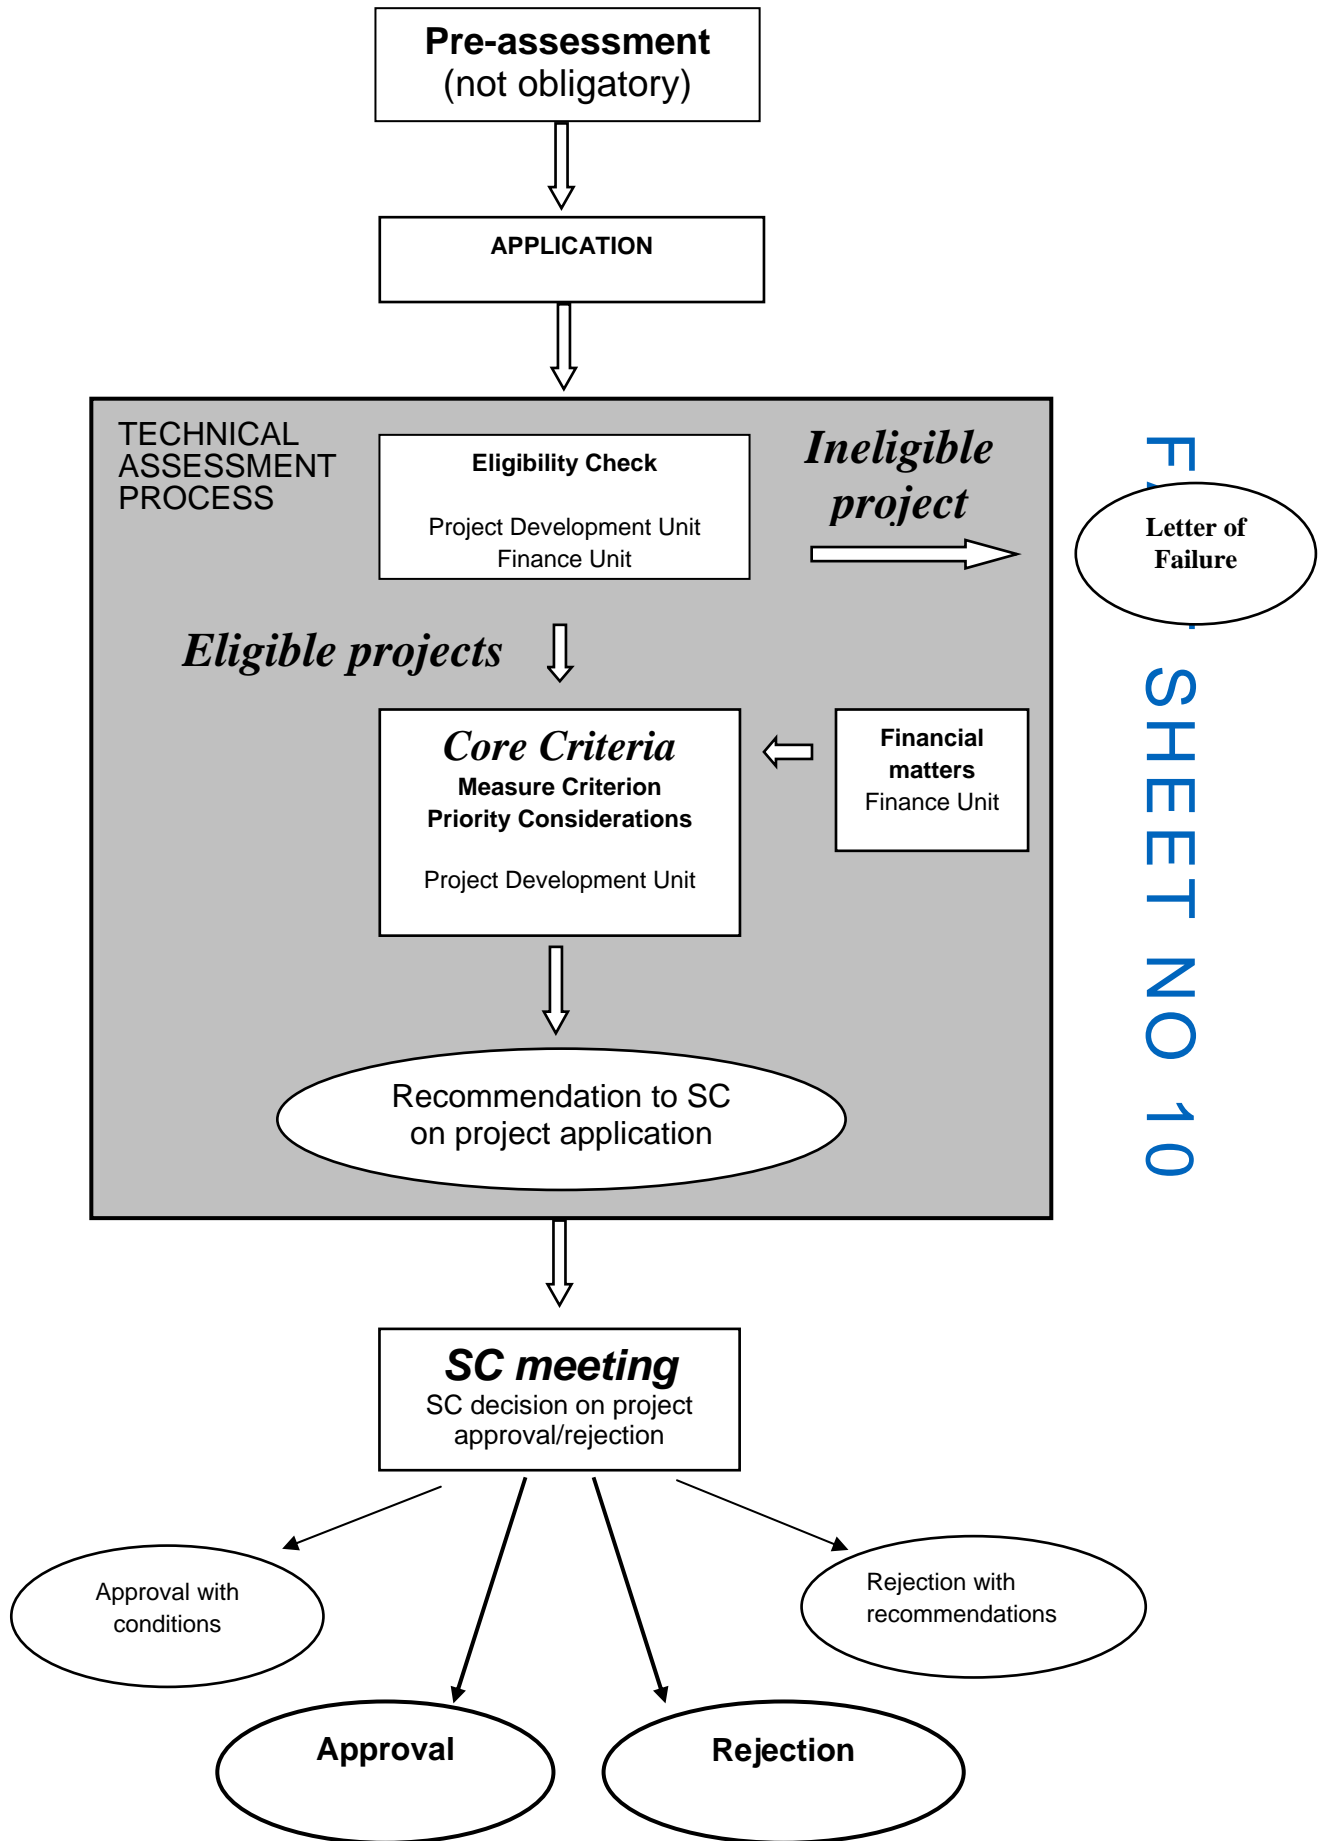 Pre-assessment
(not obligatory)
APPLICATION
TECHNICAL
ASSESSMENT
PROCESS
Eligibility Check
Project Development Unit
Finance Unit
Ineligible
project
Letter of
Failure
Eligible projects
Core Criteria
Measure Criterion
Priority Considerations
Project Development Unit
Financial
matters
Finance Unit
Recommendation to SC
on project application
SC meeting
SC decision on project
approval/rejection
Approval with
conditions
Rejection with
recommendations
Approval
Rejection
SHEET NO 10